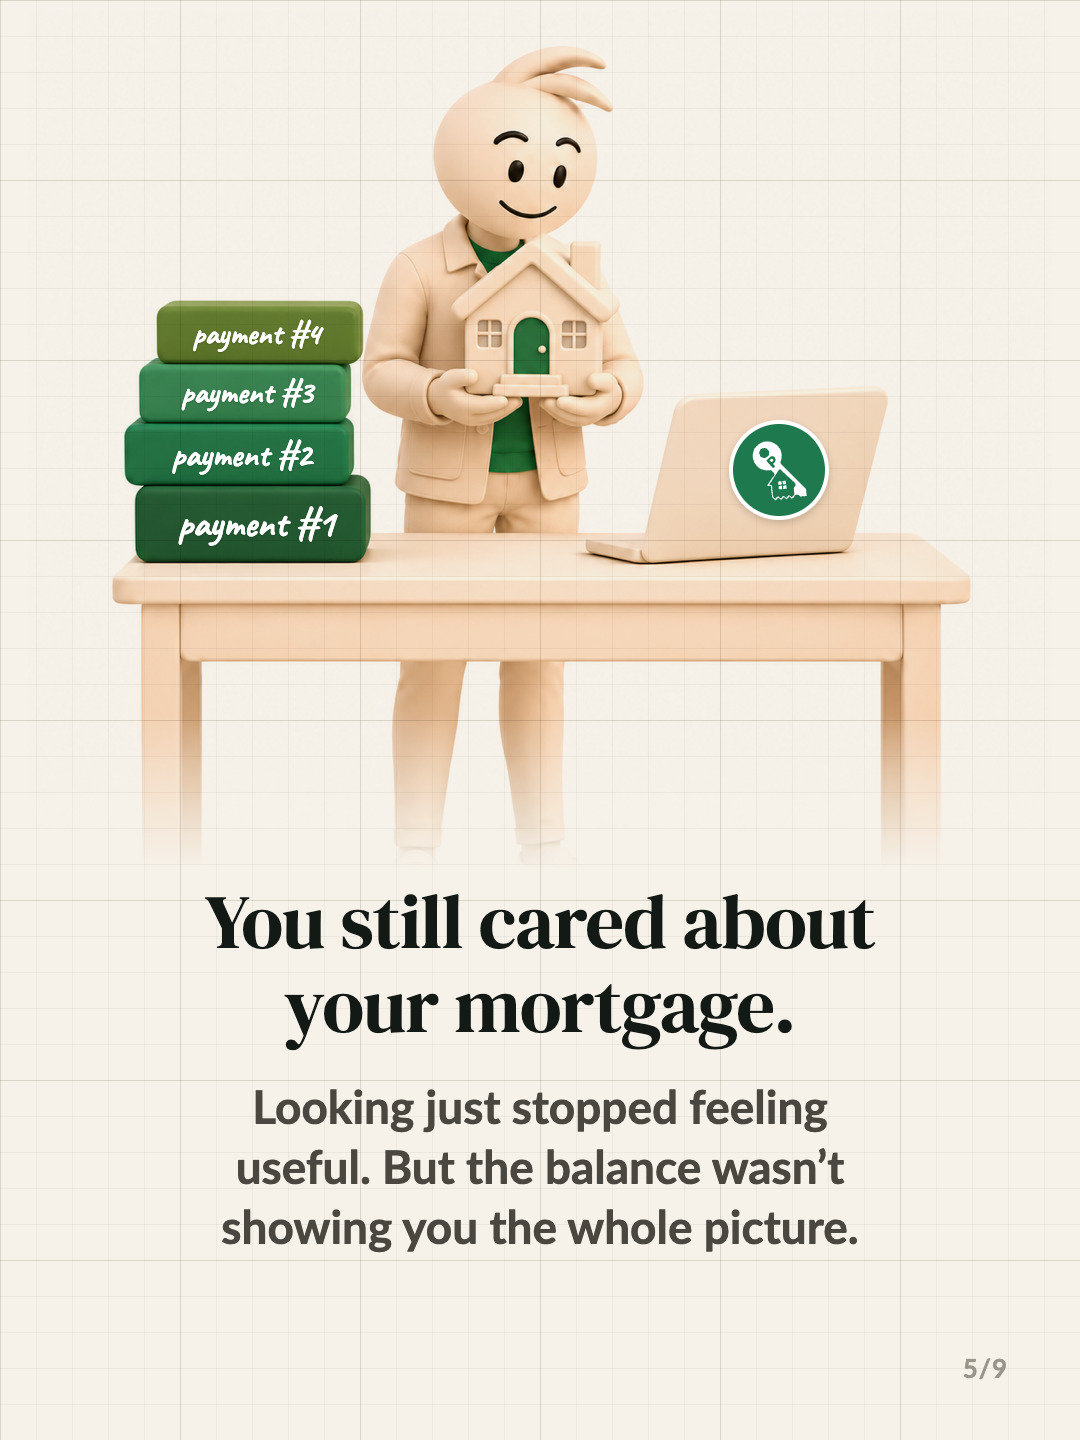 payment #4
payment #3
payment #2
payment #1
P
You still cared about
your mortgage.
Looking just stopped feeling
useful. But the balance wasn’t
showing you the whole picture.
5/9